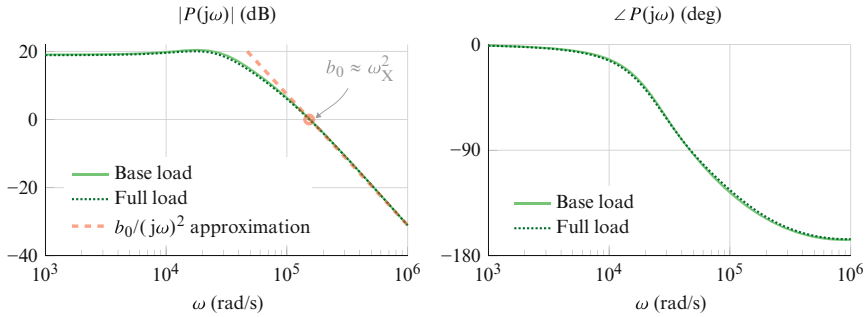 |P(jω)| (dB)
20
0
−20
−40
b₀ ≈ ω²_X
Base load
Full load
b₀/(jω)² approximation
10³
10⁴
10⁵
10⁶
ω (rad/s)
∠P(jω) (deg)
0
−90
−180
Base load
Full load
10³
10⁴
10⁵
10⁶
ω (rad/s)